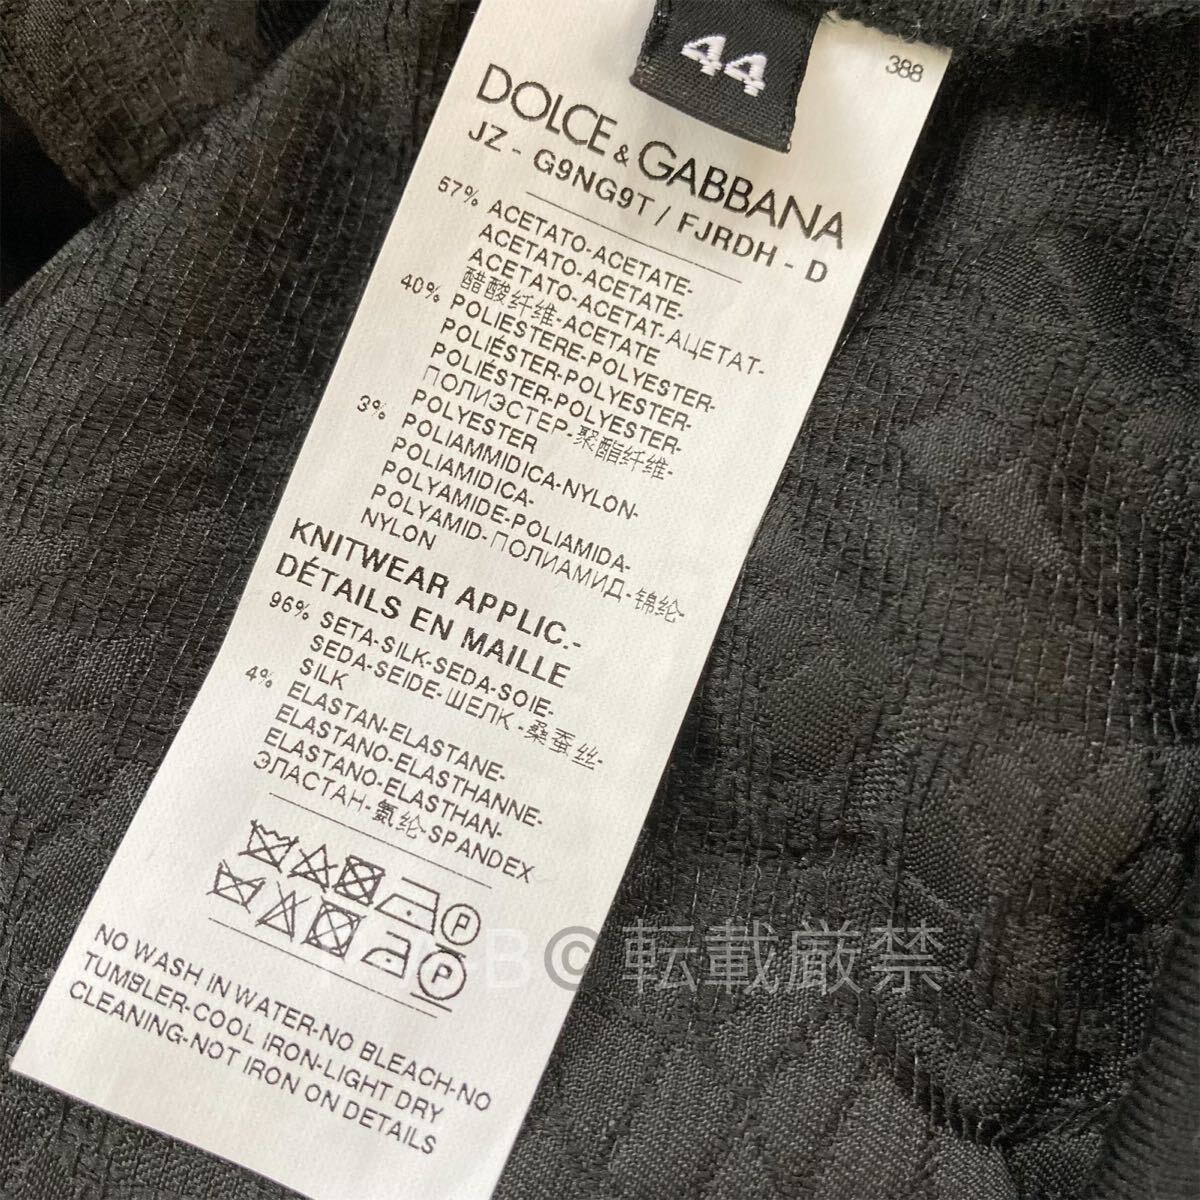 44
388
DOLCE & GABBANA
JZ - G9NG9T / FJRDH - D
57% ACETATO-ACETATE-
ACETATO-ACETATE-
ACETATO-ACETAT-АЦЕТАТ-
醋酸纤维-ACETATE
40% POLIESTERE-POLYESTER-
POLIÉSTER-POLYESTER-
POLIÉSTER-POLYESTER-
ПОЛИЭСТЕР-聚酯纤维-
POLYESTER
3% POLIAMMIDICA-NYLON-
POLIAMIDICA-
POLYAMIDE-POLIAMIDA-
POLYAMID-ПОЛИАМИД-锦纶-
NYLON
KNITWEAR APPLIC.-
DÉTAILS EN MAILLE
96% SETA-SILK-SEDA-SOIE-
SEDA-SEIDE-ШЕЛК-桑蚕丝-
SILK
4% ELASTAN-ELASTANE-
ELASTANO-ELASTHANNE-
ELASTANO-ELASTHAN-
ЭЛАСТАН-氨纶-SPANDEX
P
P
NO WASH IN WATER-NO BLEACH-NO
TUMBLER-COOL IRON-LIGHT DRY
CLEANING-NOT IRON ON DETAILS
B©転載厳禁